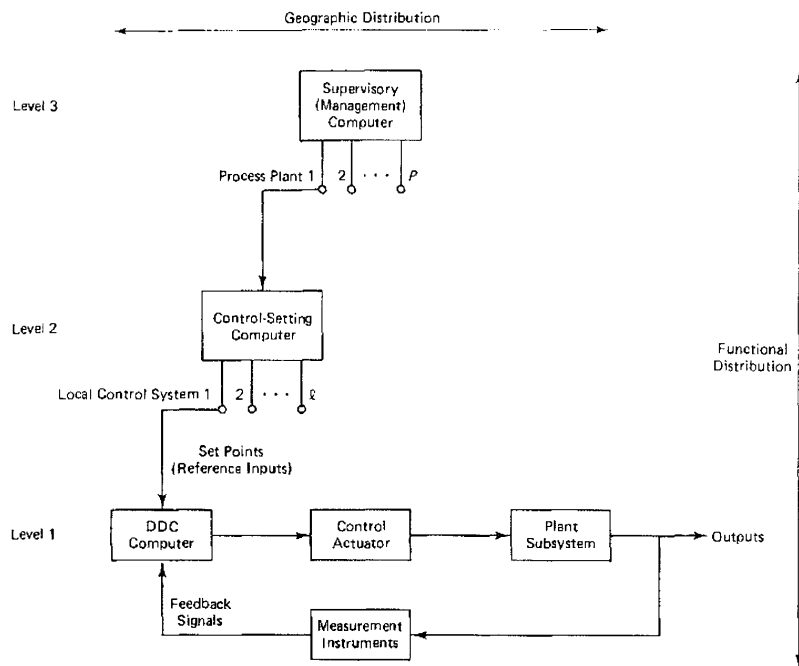 Geographic Distribution
Level 3
Supervisory
(Management)
Computer
Process Plant 1 2 · · · P
Level 2
Control-Setting
Computer
Functional
Distribution
Local Control System 1 2 · · · ℓ
Set Points
(Reference Inputs)
Level 1
DDC
Computer
Control
Actuator
Plant
Subsystem
Outputs
Feedback
Signals
Measurement
Instruments